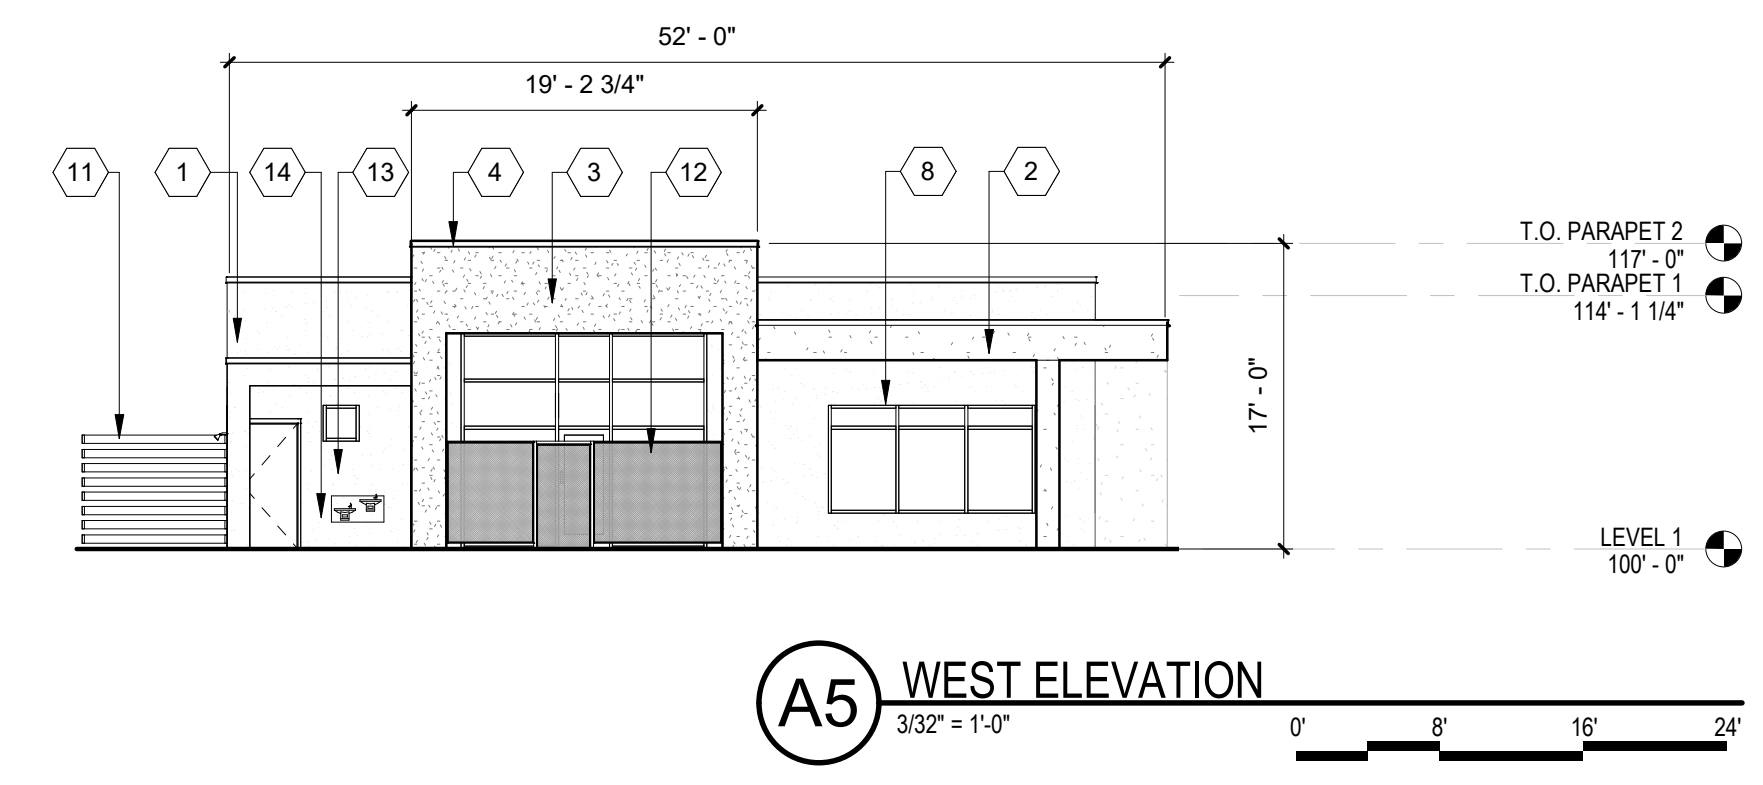 52' - 0"
19' - 2 3/4"
11
1
14
13
4
3
12
8
2
T.O. PARAPET 2
117' - 0"
T.O. PARAPET 1
114' - 1 1/4"
17' - 0"
LEVEL 1
100' - 0"
A5
WEST ELEVATION
3/32" = 1'-0"
0' 8' 16' 24'